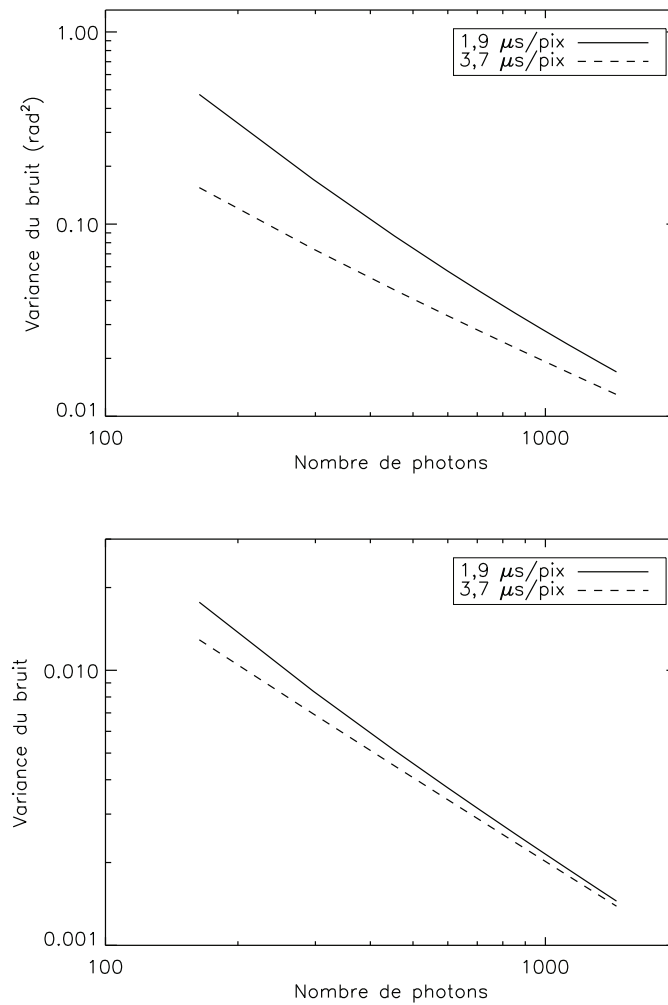 1.00
0.10
0.01
Variance du bruit (rad²)
1,9 μs/pix
3,7 μs/pix
100
1000
Nombre de photons
0.010
0.001
Variance du bruit
1,9 μs/pix
3,7 μs/pix
100
1000
Nombre de photons